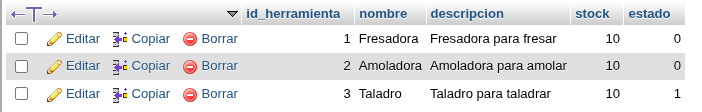 id_herramienta nombre descripcion stock estado
Editar Copiar Borrar 1 Fresadora Fresadora para fresar 10 0
Editar Copiar Borrar 2 Amoladora Amoladora para amolar 10 0
Editar Copiar Borrar 3 Taladro Taladro para taladrar 10 1